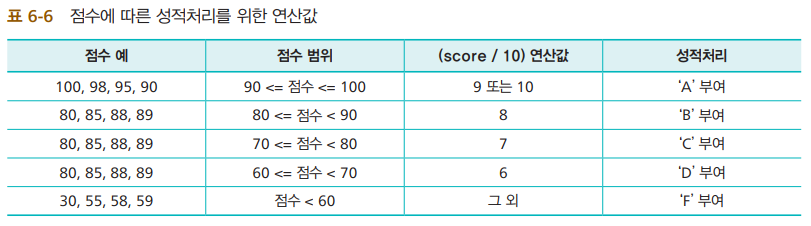 표 6-6 점수에 따른 성적처리를 위한 연산값
점수 예 점수 범위 (score / 10) 연산값 성적처리
100, 98, 95, 90 90 <= 점수 <= 100 9 또는 10 ‘A’ 부여
80, 85, 88, 89 80 <= 점수 < 90 8 ‘B’ 부여
80, 85, 88, 89 70 <= 점수 < 80 7 ‘C’ 부여
80, 85, 88, 89 60 <= 점수 < 70 6 ‘D’ 부여
30, 55, 58, 59 점수 < 60 그 외 ‘F’ 부여